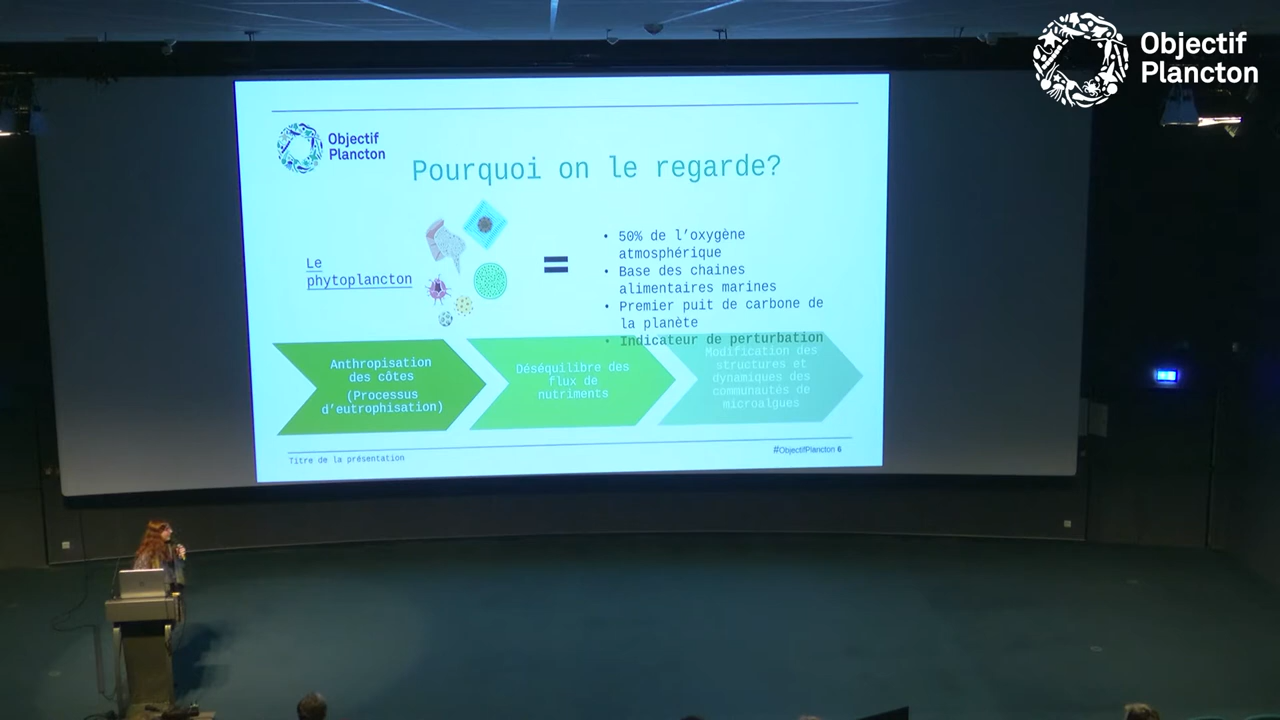 Objectif
Plancton
Objectif
Plancton
Pourquoi on le regarde?
Le
phytoplancton
=
• 50% de l’oxygène
atmosphérique
• Base des chaines
alimentaires marines
• Premier puit de carbone de
la planète
• Indicateur de perturbation
Anthropisation
des côtes
(Processus
d’eutrophisation)
Déséquilibre des
flux de
nutriments
Modification des
structures et
dynamiques des
communautés de
microalgues
Titre de la présentation
#ObjectifPlancton 6